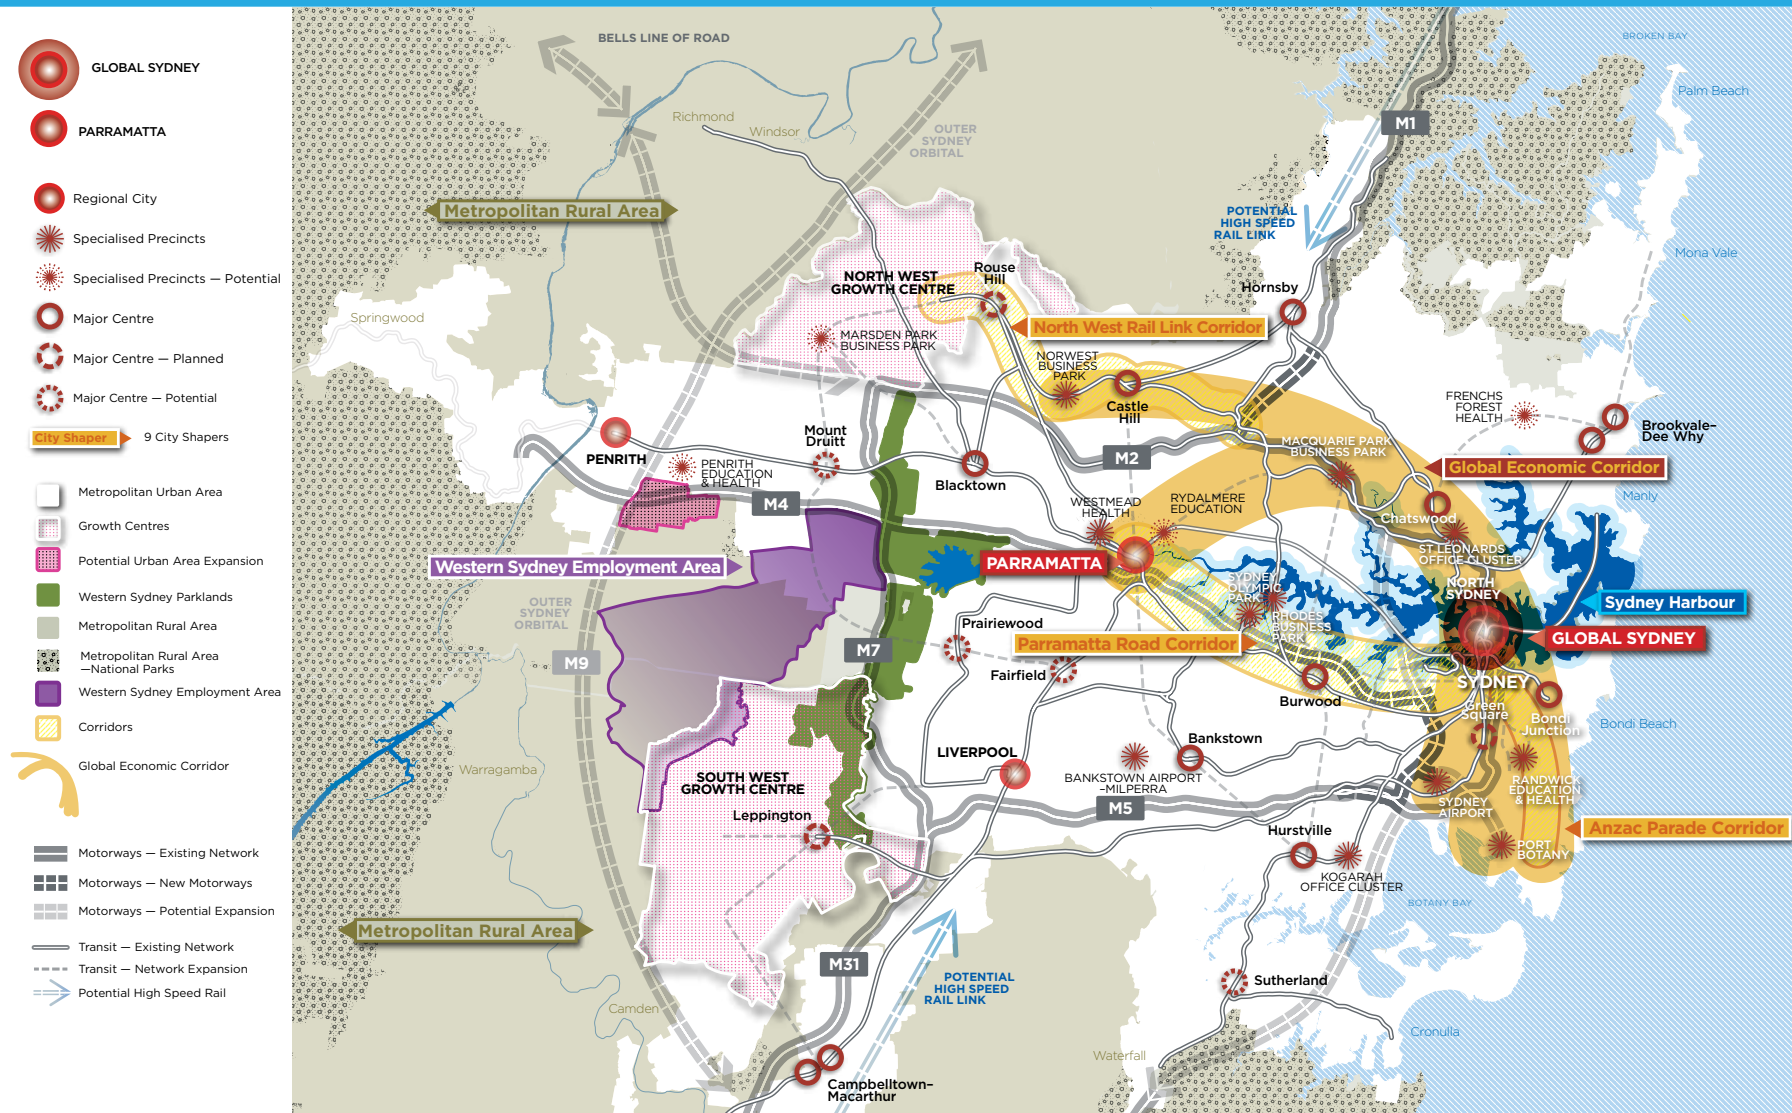 GLOBAL SYDNEY
PARRAMATTA
Regional City
Specialised Precincts
Specialised Precincts — Potential
Major Centre
Major Centre — Planned
Major Centre — Potential
City Shaper
9 City Shapers
Metropolitan Urban Area
Growth Centres
Potential Urban Area Expansion
Western Sydney Parklands
Metropolitan Rural Area
Metropolitan Rural Area
—National Parks
Western Sydney Employment Area
Corridors
Global Economic Corridor
Motorways — Existing Network
Motorways — New Motorways
Motorways — Potential Expansion
Transit — Existing Network
Transit — Network Expansion
Potential High Speed Rail
BELLS LINE OF ROAD
BROKEN BAY
Palm Beach
Richmond
Windsor
OUTER
SYDNEY
ORBITAL
M1
Metropolitan Rural Area
POTENTIAL
HIGH SPEED
RAIL LINK
Mona Vale
NORTH WEST
GROWTH CENTRE
Rouse
Hill
Hornsby
Springwood
North West Rail Link Corridor
MARSDEN PARK
BUSINESS PARK
NORWEST
BUSINESS
PARK
Castle
Hill
FRENCHS
FOREST
HEALTH
Brookvale–
Dee Why
Mount
Druitt
PENRITH
PENRITH
EDUCATION
& HEALTH
Blacktown
M2
MACQUARIE PARK
BUSINESS PARK
Global Economic Corridor
Manly
M4
WESTMEAD
HEALTH
RYDALMERE
EDUCATION
Chatswood
ST LEONARDS
OFFICE CLUSTER
Western Sydney Employment Area
PARRAMATTA
SYDNEY
OLYMPIC
PARK
NORTH
SYDNEY
Sydney Harbour
OUTER
SYDNEY
ORBITAL
Prairiewood
RHODES
BUSINESS
PARK
GLOBAL SYDNEY
M9
M7
Parramatta Road Corridor
Fairfield
Burwood
SYDNEY
Green
Square
Bondi
Junction
Bondi Beach
LIVERPOOL
Bankstown
Warragamba
SOUTH WEST
GROWTH CENTRE
BANKSTOWN AIRPORT
–MILPERRA
RANDWICK
EDUCATION
& HEALTH
M5
SYDNEY
AIRPORT
Leppington
Hurstville
Anzac Parade Corridor
PORT
BOTANY
KOGARAH
OFFICE CLUSTER
BOTANY BAY
Metropolitan Rural Area
M31
POTENTIAL
HIGH SPEED
RAIL LINK
Sutherland
Camden
Cronulla
Waterfall
Campbelltown–
Macarthur